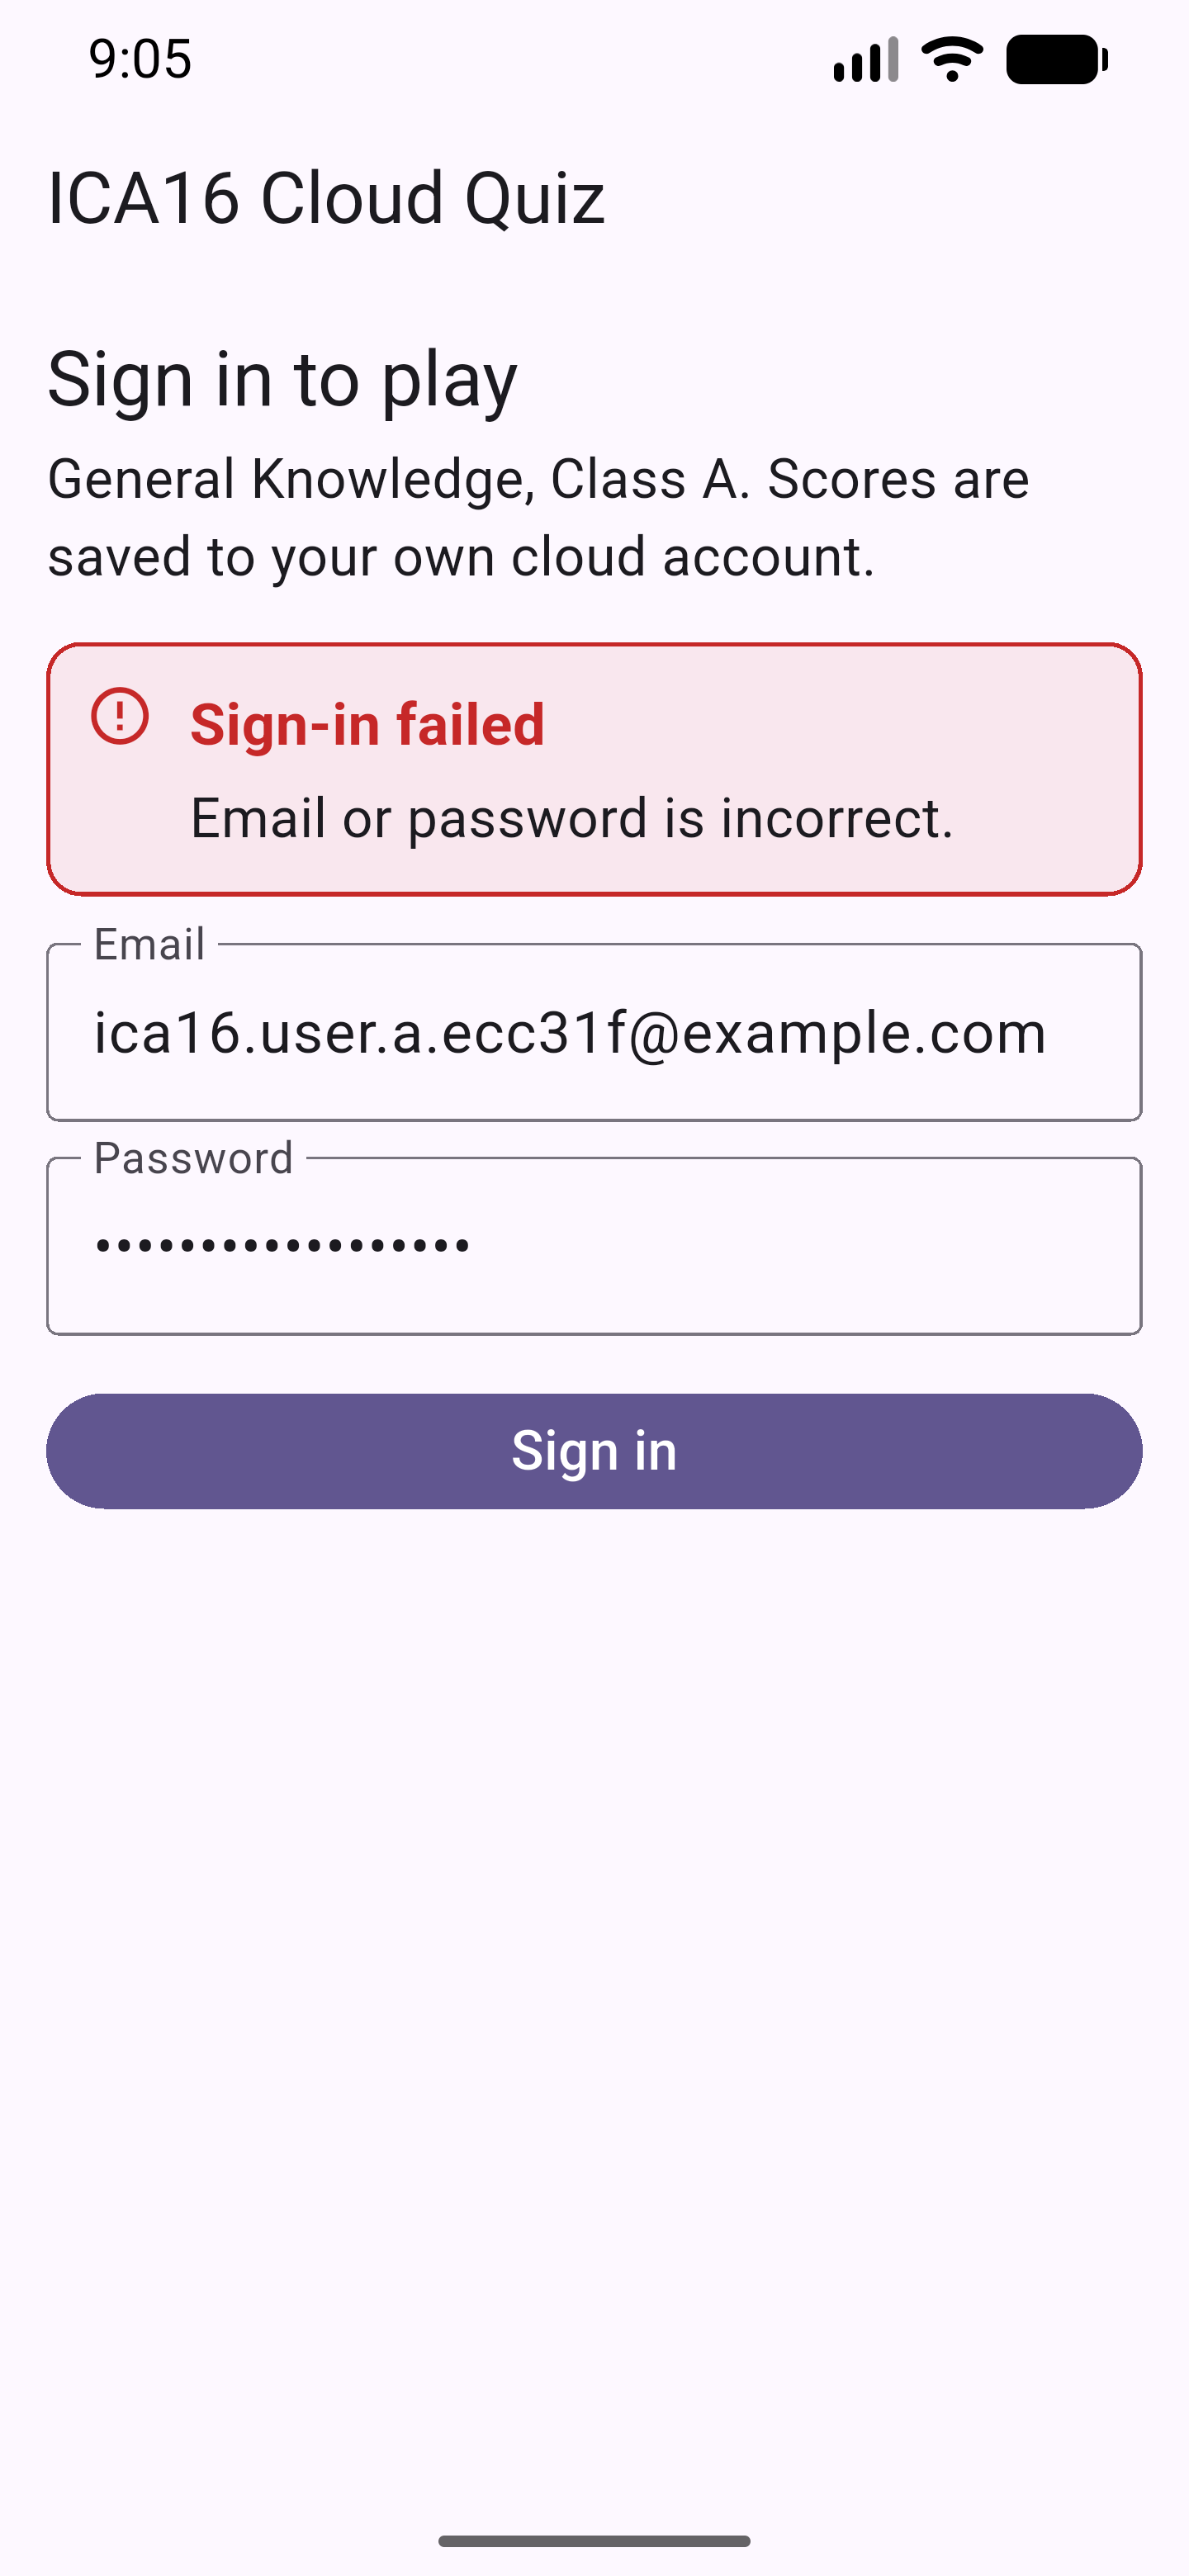 9:05
ICA16 Cloud Quiz
Sign in to play
General Knowledge, Class A. Scores are
saved to your own cloud account.
Sign-in failed
Email or password is incorrect.
Email
ica16.user.a.ecc31f@example.com
Password
••••••••••••••••••
Sign in